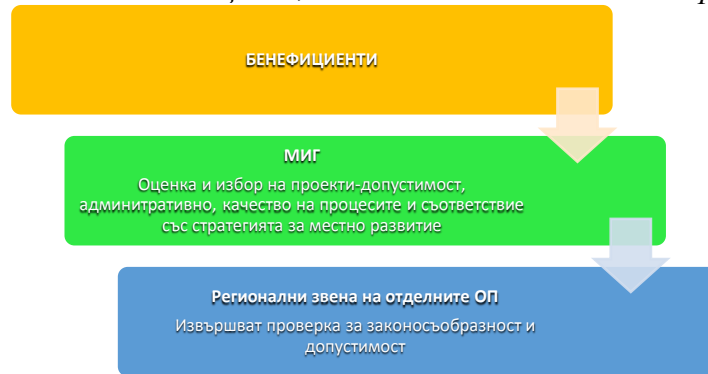 БЕНЕФИЦИЕНТИ
МИГ
Оценка и избор на проекти-допустимост,
админитративно, качество на процесите и съответствие
със стратегията за местно развитие
Регионални звена на отделните ОП
Извършват проверка за законосъобразност и
допустимост